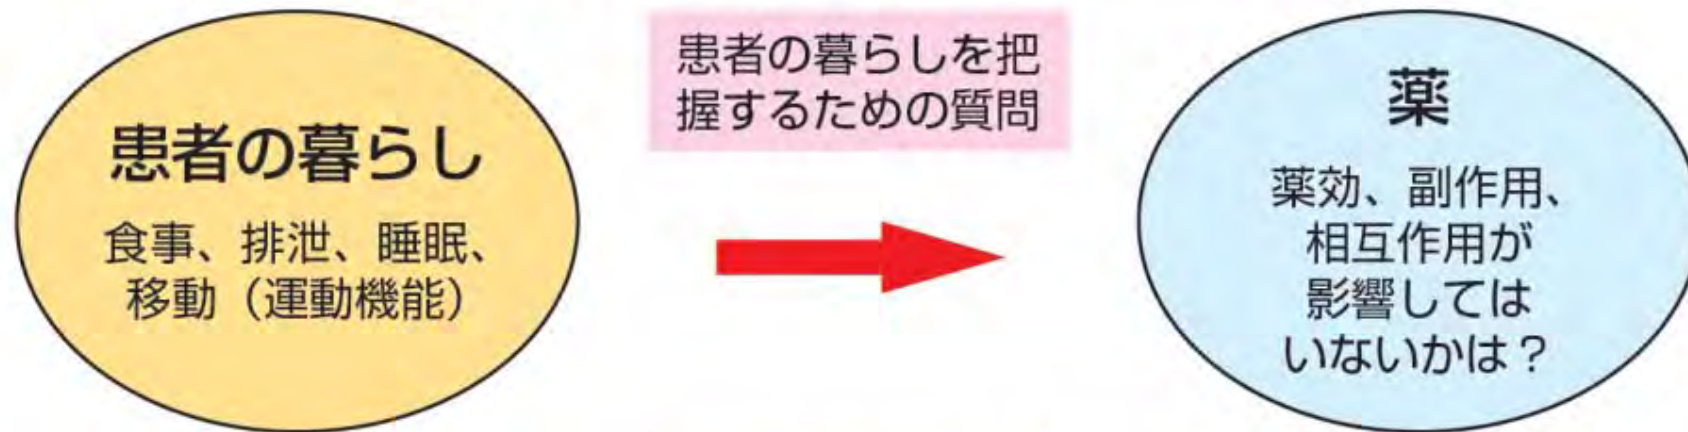 患者の暮らし
食事、排泄、睡眠、
移動（運動機能）
患者の暮らしを把
握するための質問
薬
薬効、副作用、
相互作用が
影響しては
いないかは？